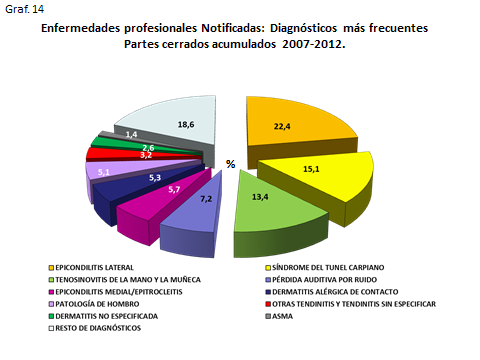 Graf. 14
Enfermedades profesionales Notificadas: Diagnósticos más frecuentes
Partes cerrados acumulados 2007-2012.
18,6
22,4
1,4
2,6
3,2
5,1
5,3
5,7
7,2
13,4
15,1
%
EPICONDILITIS LATERAL
SÍNDROME DEL TUNEL CARPIANO
TENOSINOVITIS DE LA MANO Y LA MUÑECA
PÉRDIDA AUDITIVA POR RUIDO
EPICONDILITIS MEDIAL/EPITROCLEITIS
DERMATITIS ALÉRGICA DE CONTACTO
PATOLOGÍA DE HOMBRO
OTRAS TENDINITIS Y TENDINITIS SIN ESPECIFICAR
DERMATITIS NO ESPECIFICADA
ASMA
RESTO DE DIAGNÓSTICOS